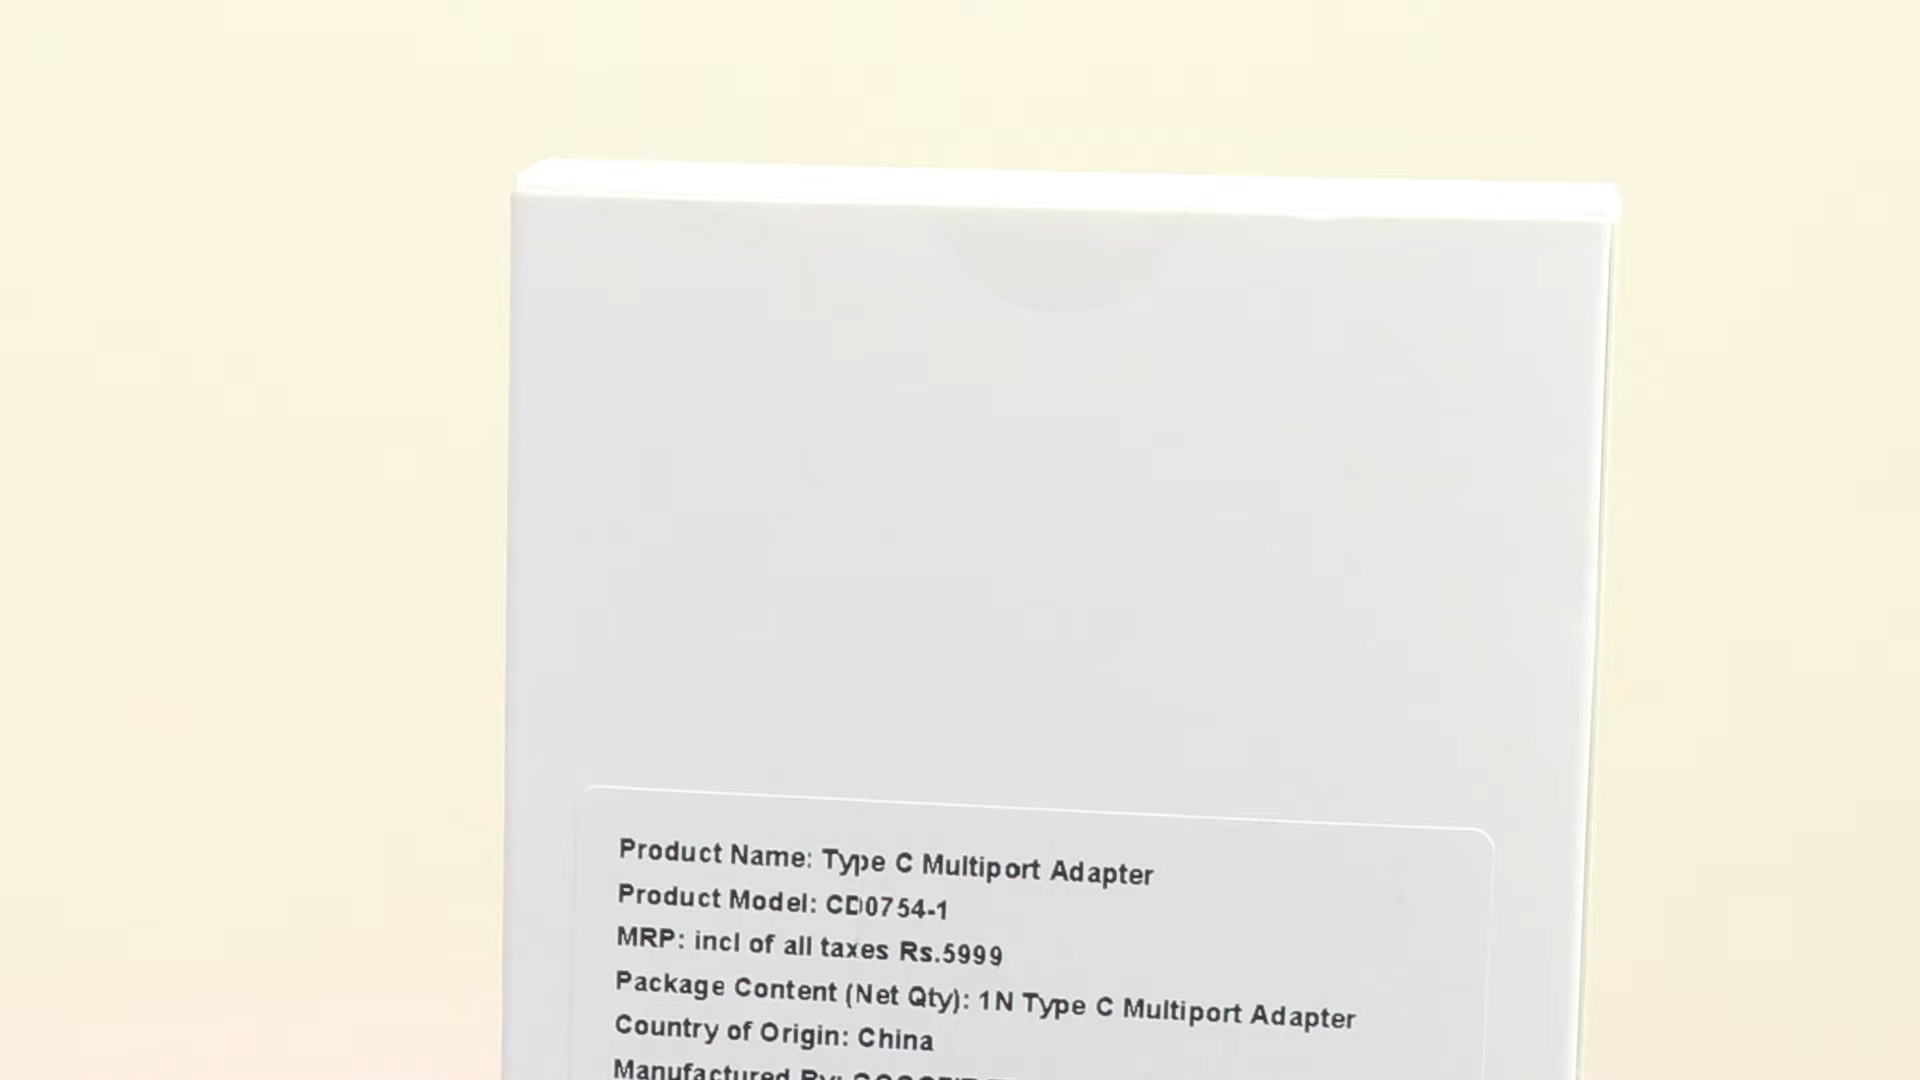 Product Name: Type C Multiport Adapter
Product Model: CD0754-1
MRP: incl of all taxes Rs.5999
Package Content (Net Qty): 1N Type C Multiport Adapter
Country of Origin: China
Manufactured By: